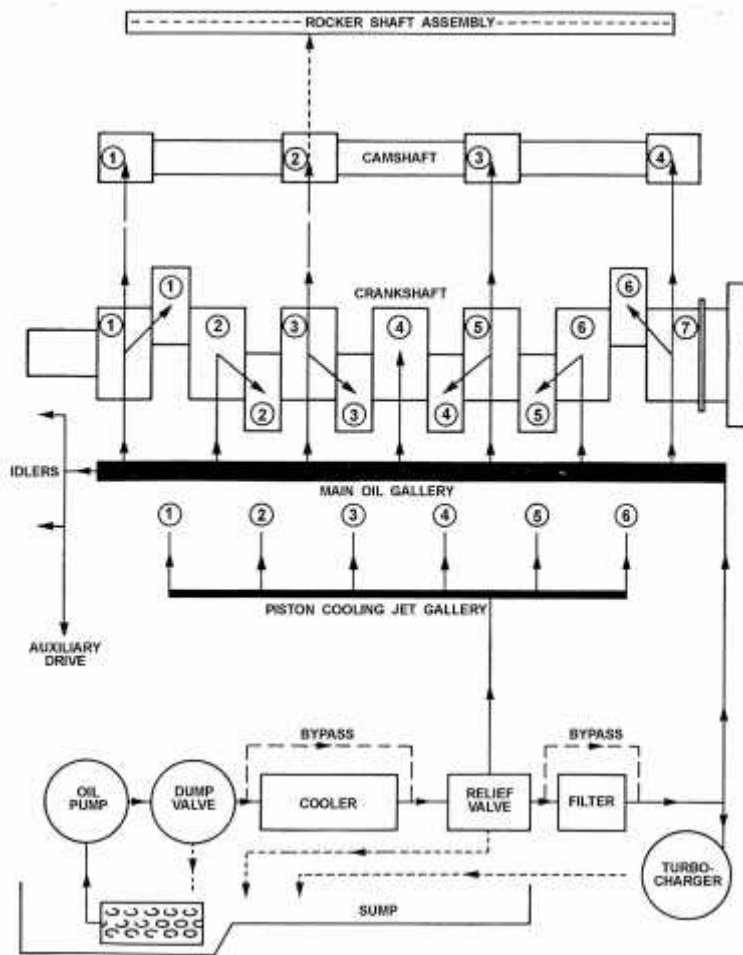 ROCKER SHAFT ASSEMBLY
1
2
CAMSHAFT
3
4
CRANKSHAFT
1
6
1
2
3
4
5
6
7
2
3
4
5
IDLERS
MAIN OIL GALLERY
1
2
3
4
5
6
PISTON COOLING JET GALLERY
AUXILIARY
DRIVE
BYPASS
BYPASS
OIL
PUMP
DUMP
VALVE
COOLER
RELIEF
VALVE
FILTER
TURBO-
CHARGER
SUMP